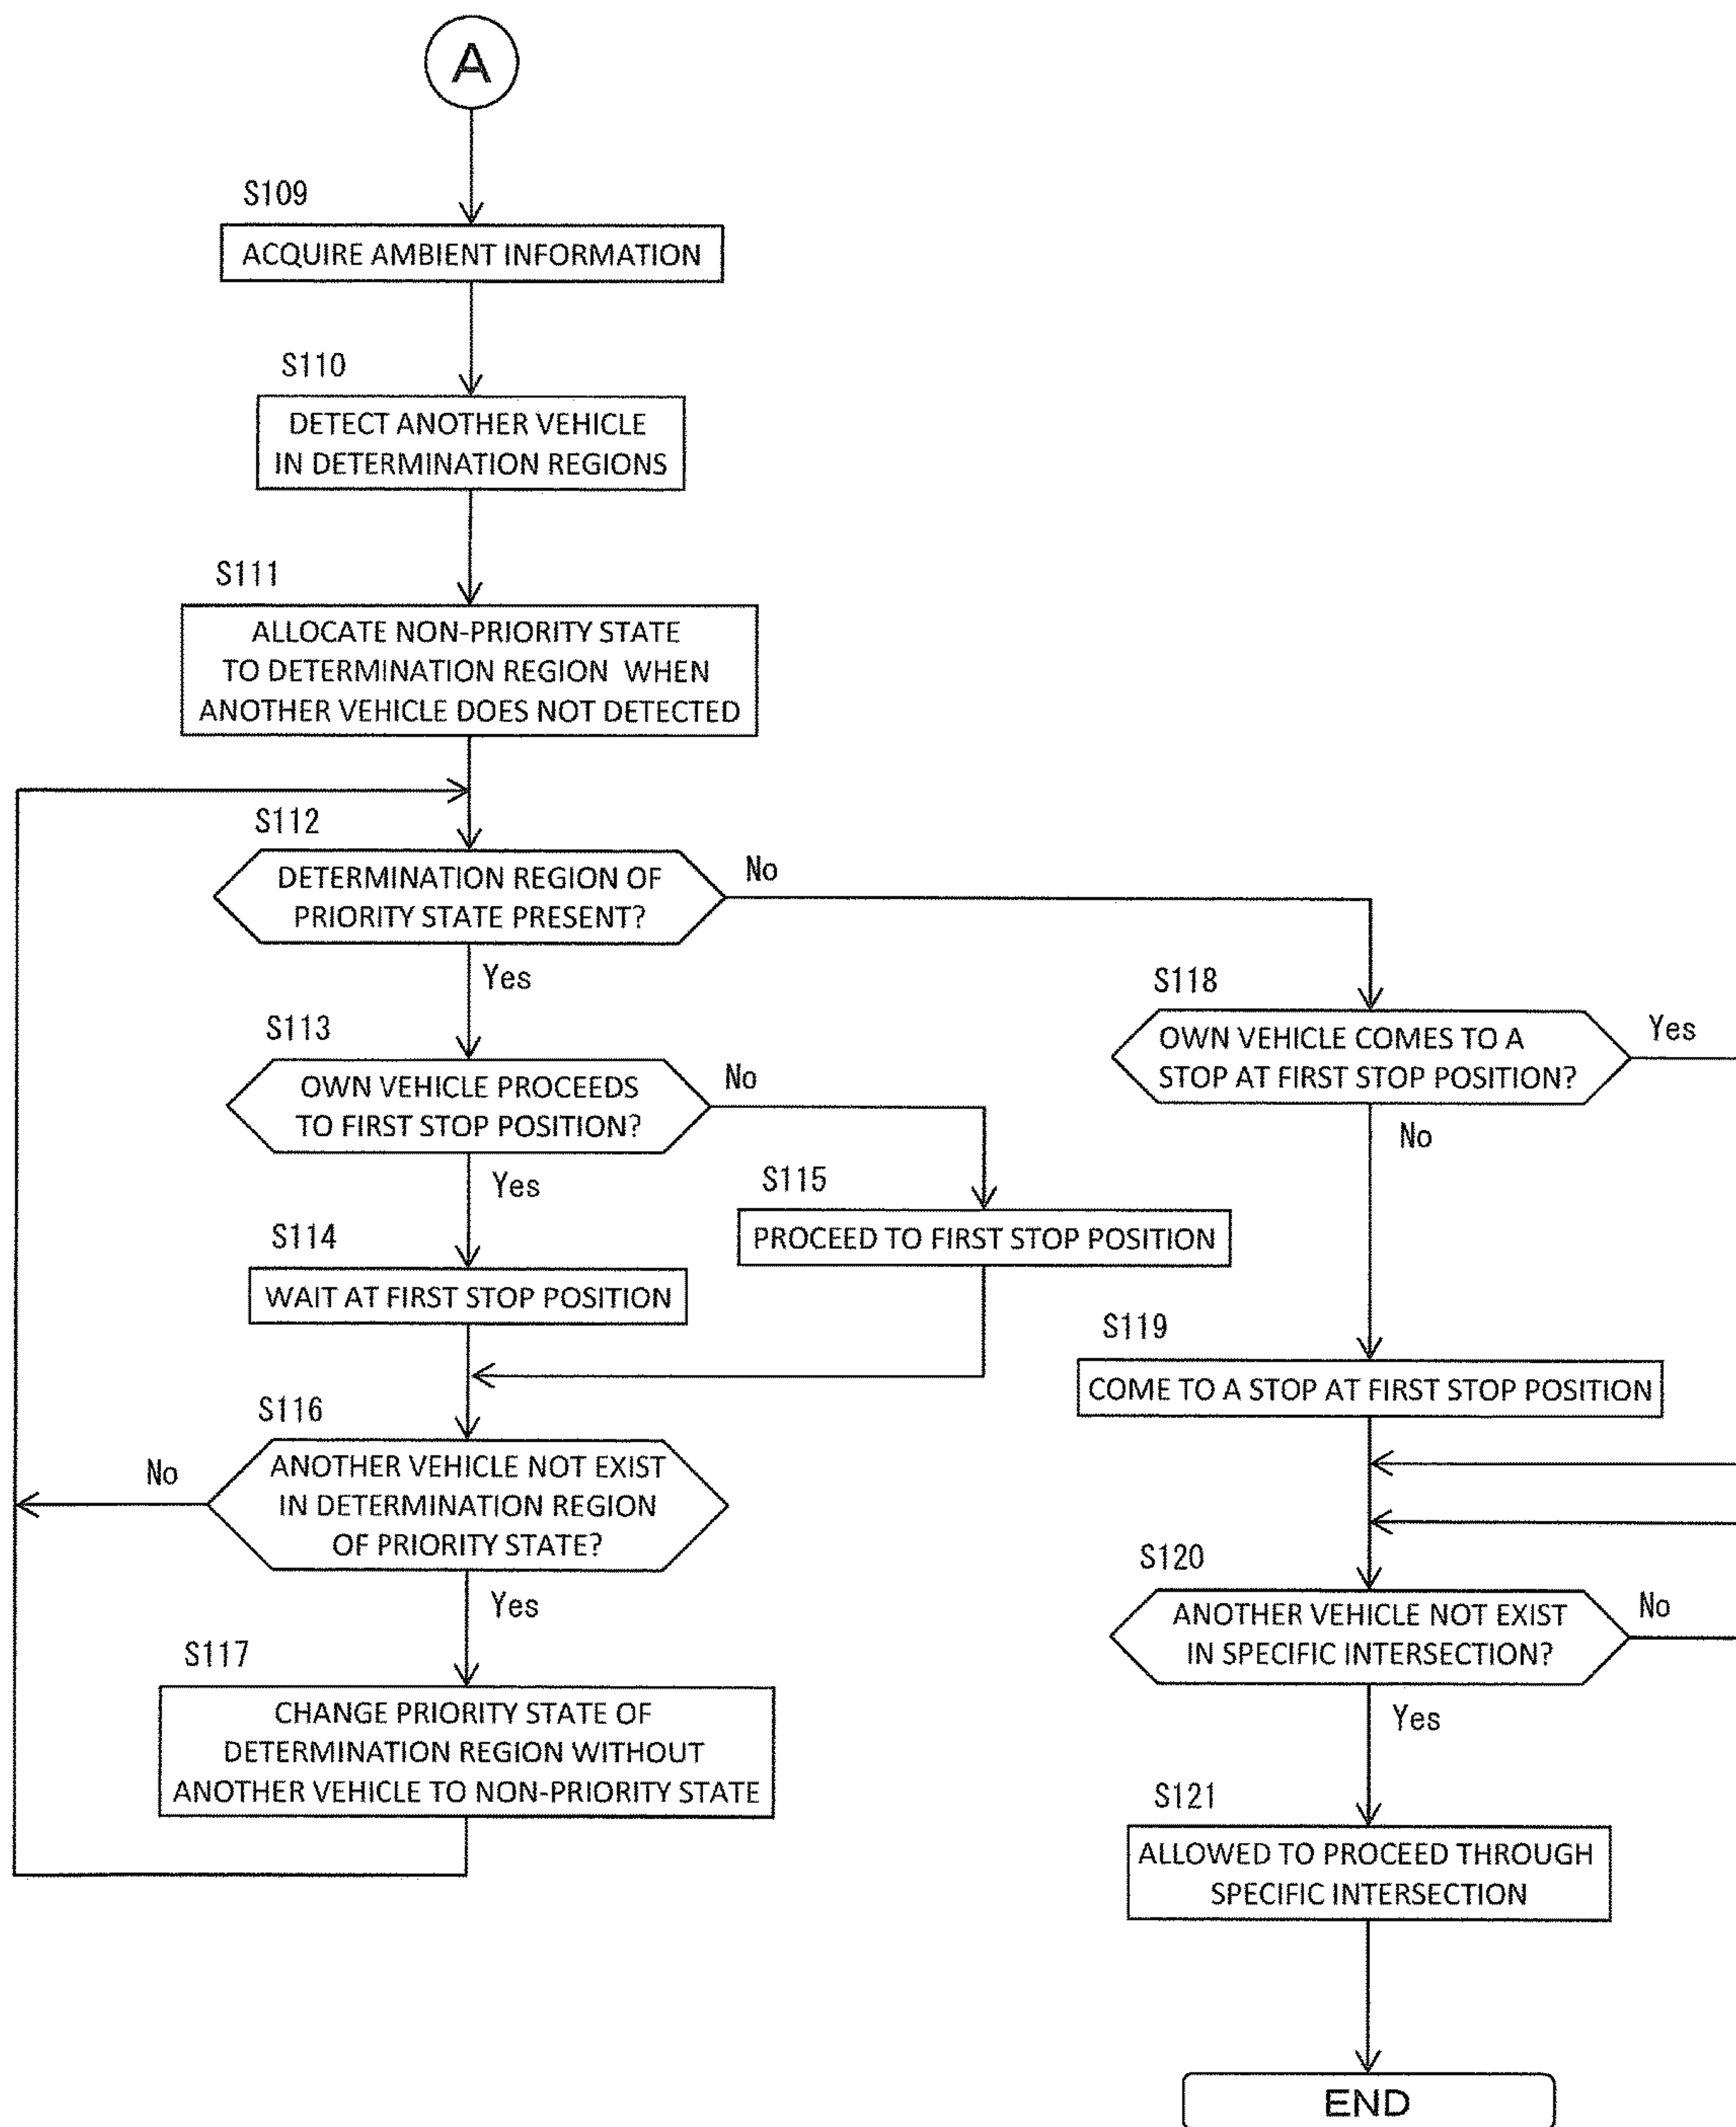 A
S109
ACQUIRE AMBIENT INFORMATION
S110
DETECT ANOTHER VEHICLE
IN DETERMINATION REGIONS
S111
ALLOCATE NON-PRIORITY STATE
TO DETERMINATION REGION WHEN
ANOTHER VEHICLE DOES NOT DETECTED
S112
DETERMINATION REGION OF
PRIORITY STATE PRESENT?
No
Yes
S113
OWN VEHICLE PROCEEDS
TO FIRST STOP POSITION?
No
Yes
S115
PROCEED TO FIRST STOP POSITION
S114
WAIT AT FIRST STOP POSITION
S116
ANOTHER VEHICLE NOT EXIST
IN DETERMINATION REGION
OF PRIORITY STATE?
No
Yes
S117
CHANGE PRIORITY STATE OF
DETERMINATION REGION WITHOUT
ANOTHER VEHICLE TO NON-PRIORITY STATE
S118
OWN VEHICLE COMES TO A
STOP AT FIRST STOP POSITION?
Yes
No
S119
COME TO A STOP AT FIRST STOP POSITION
S120
ANOTHER VEHICLE NOT EXIST
IN SPECIFIC INTERSECTION?
No
Yes
S121
ALLOWED TO PROCEED THROUGH
SPECIFIC INTERSECTION
END